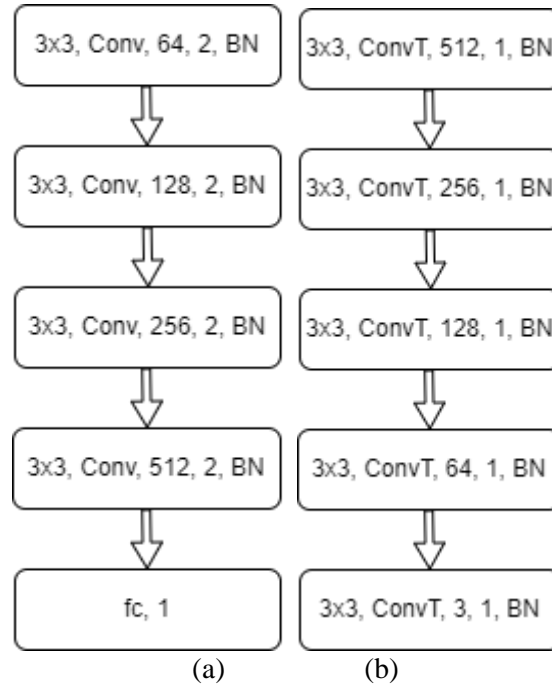 3x3, Conv, 64, 2, BN
3x3, Conv, 128, 2, BN
3x3, Conv, 256, 2, BN
3x3, Conv, 512, 2, BN
fc, 1
(a)
3x3, ConvT, 512, 1, BN
3x3, ConvT, 256, 1, BN
3x3, ConvT, 128, 1, BN
3x3, ConvT, 64, 1, BN
3x3, ConvT, 3, 1, BN
(b)